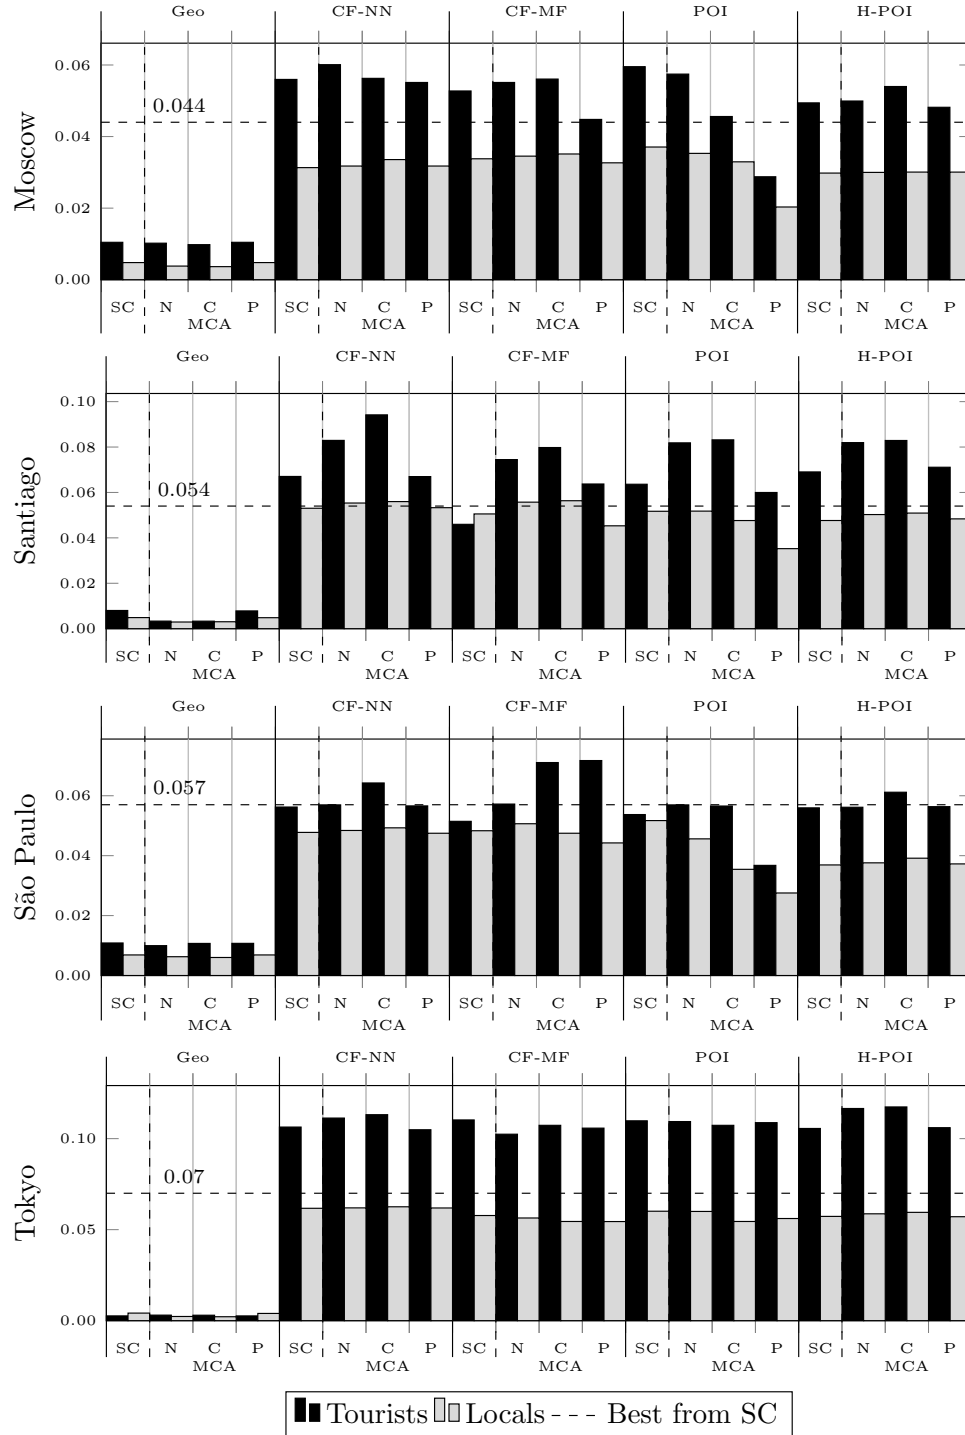 Geo CF-NN CF-MF POI H-POI
0.06
0.044
0.04
0.02
0.00
Moscow
SC N C P SC N C P SC N C P SC N C P SC N C P
MCA MCA MCA MCA MCA
Geo CF-NN CF-MF POI H-POI
0.10
0.08
0.06
0.054
0.04
0.02
0.00
Santiago
SC N C P SC N C P SC N C P SC N C P SC N C P
MCA MCA MCA MCA MCA
Geo CF-NN CF-MF POI H-POI
0.06
0.057
0.04
0.02
0.00
São Paulo
SC N C P SC N C P SC N C P SC N C P SC N C P
MCA MCA MCA MCA MCA
Geo CF-NN CF-MF POI H-POI
0.10
0.07
0.05
0.00
Tokyo
SC N C P SC N C P SC N C P SC N C P SC N C P
MCA MCA MCA MCA MCA
Tourists Locals Best from SC